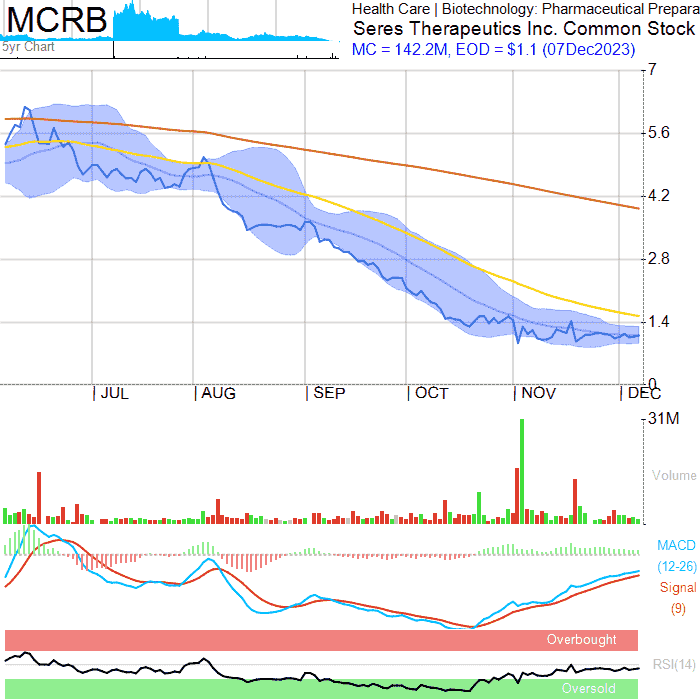 MCRB
5yr Chart
Health Care | Biotechnology: Pharmaceutical Prepara
Seres Therapeutics Inc. Common Stock
MC = 142.2M, EOD = $1.1 (07Dec2023)
7
5.6
4.2
2.8
1.4
0
| JUL | AUG | SEP | OCT | NOV | DEC
31M
Volume
MACD
(12-26)
Signal
(9)
Overbought
RSI(14)
Oversold